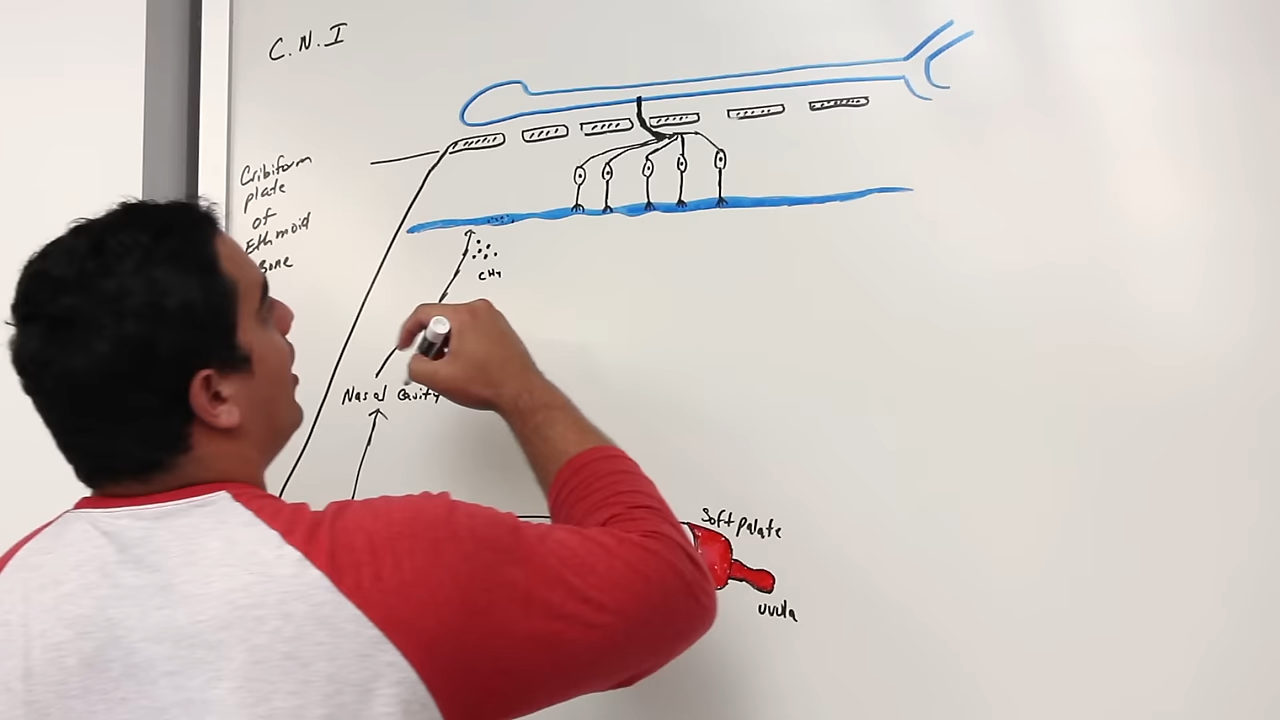 C.N.I
Cribiform
plate
of
Ethmoid
Bone
CH4
Nasal Cavity
Soft palate
uvula